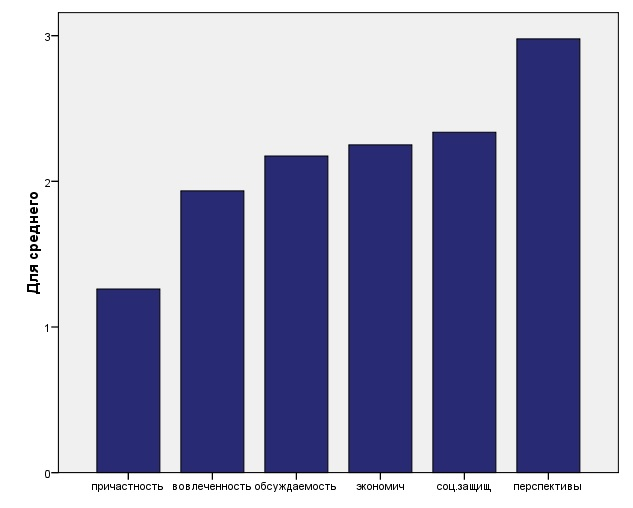 Для среднего
3
2
1
0
причастность вовлеченность обсуждаемость экономич соц.защищ перспективы